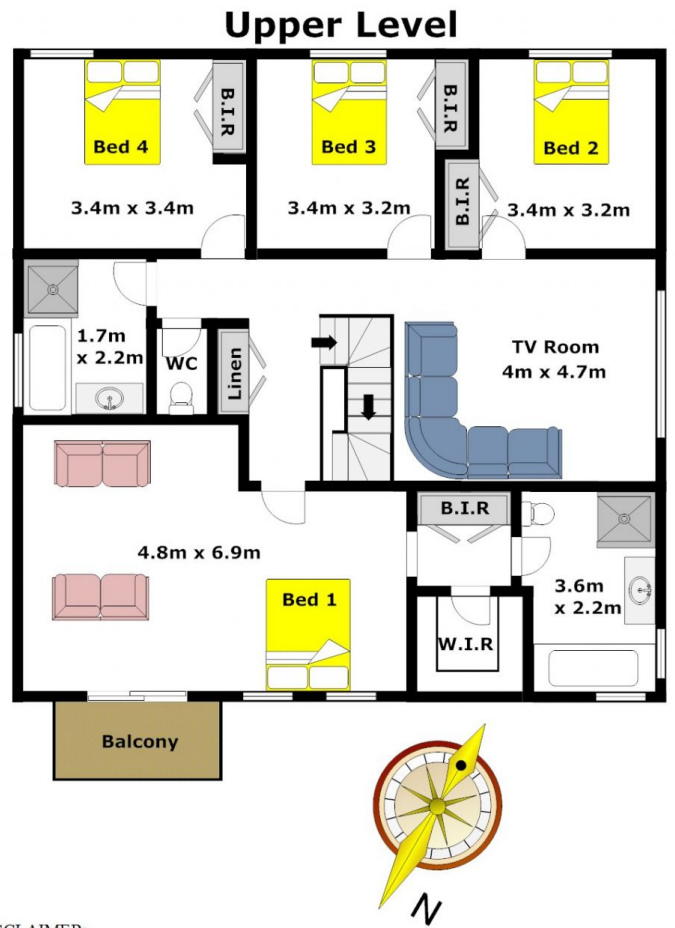 Upper Level
B.I.R
B.I.R
Bed 4
Bed 3
Bed 2
B.I.R
3.4m x 3.4m
3.4m x 3.2m
3.4m x 3.2m
1.7m
x 2.2m
WC
Linen
TV Room
4m x 4.7m
B.I.R
4.8m x 6.9m
Bed 1
3.6m
x 2.2m
W.I.R
Balcony
N